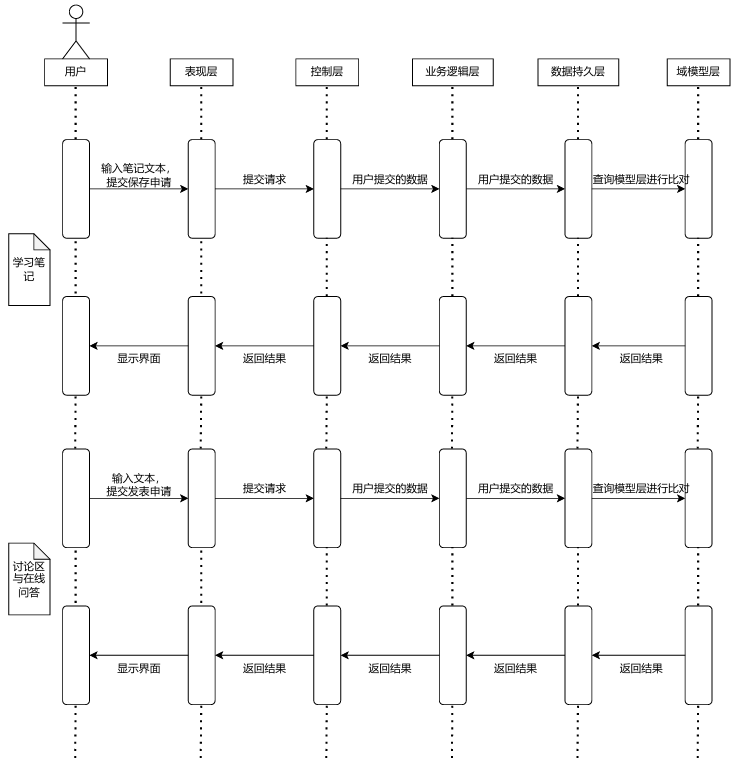 用户
表现层
控制层
业务逻辑层
数据持久层
域模型层
输入笔记文本，
提交保存申请
提交请求
用户提交的数据
用户提交的数据
查询模型层进行比对
学习笔
记
显示界面
返回结果
返回结果
返回结果
返回结果
输入文本，
提交发表申请
提交请求
用户提交的数据
用户提交的数据
查询模型层进行比对
讨论区
与在线
问答
显示界面
返回结果
返回结果
返回结果
返回结果